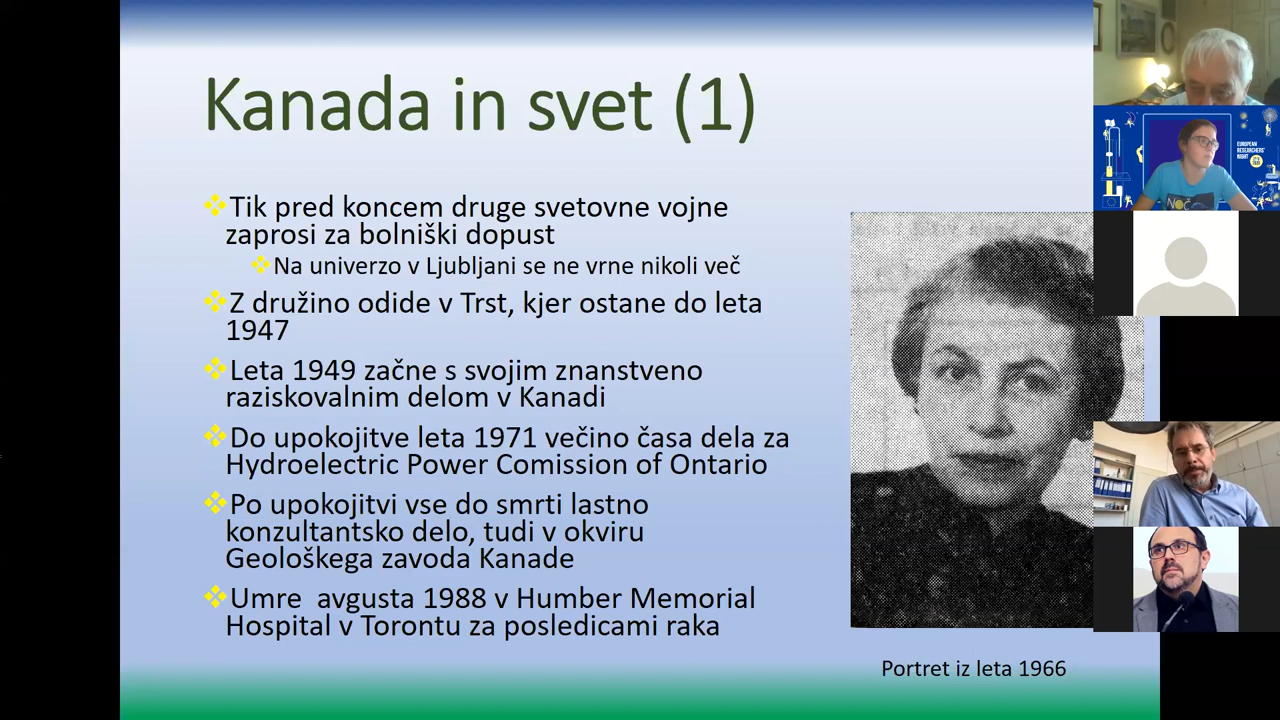 Kanada in svet (1)
Tik pred koncem druge svetovne vojne
zaprosi za bolniški dopust
Na univerzo v Ljubljani se ne vrne nikoli več
Z družino odide v Trst, kjer ostane do leta
1947
Leta 1949 začne s svojim znanstveno
raziskovalnim delom v Kanadi
Do upokojitve leta 1971 večino časa dela za
Hydroelectric Power Comission of Ontario
Po upokojitvi vse do smrti lastno
konzultantsko delo, tudi v okviru
Geološkega zavoda Kanade
Umre  avgusta 1988 v Humber Memorial
Hospital v Torontu za posledicami raka
Portret iz leta 1966
EUROPEAN
RESEARCHERS'
NIGHT
NOČ